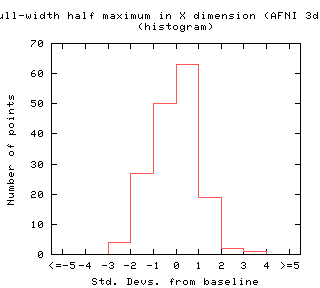 ull-width half maximum in X dimension (AFNI 3d
(histogram)
70
60
50
40
30
20
10
0
Number of points
<=-5 -4 -3 -2 -1 0 1 2 3 4 >=5
Std. Devs. from baseline